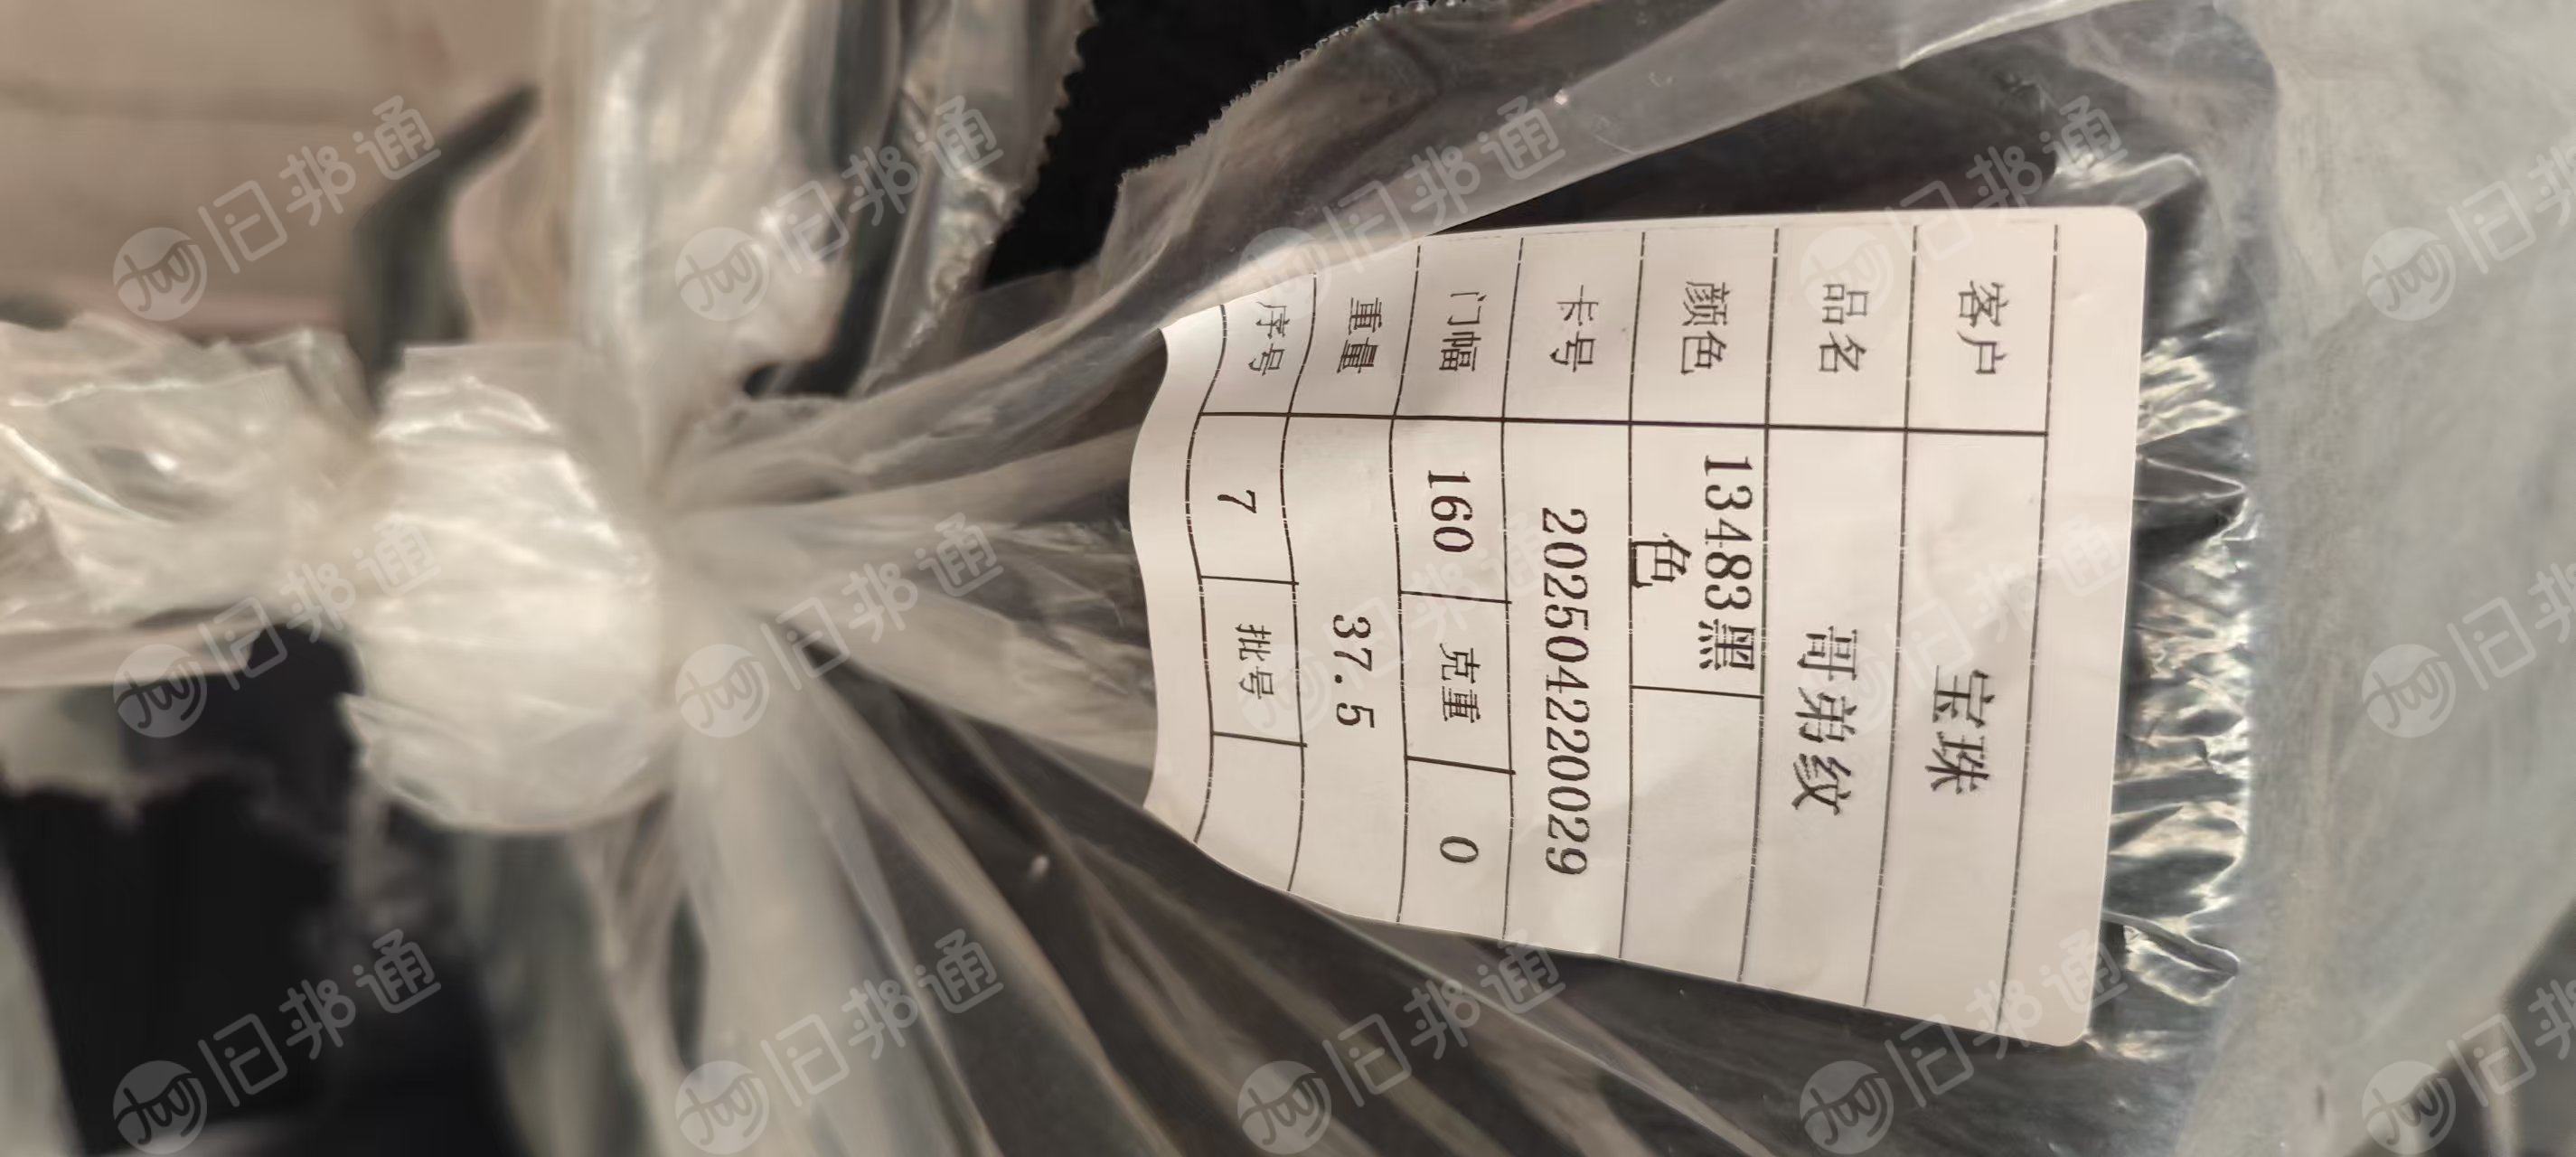 客户 宝珠
品名 哥弟纹
颜色 13483黑
色
卡号 20250422200029
门幅 160 克重 0
重量 37.5
序号 7 批号
旧邦通